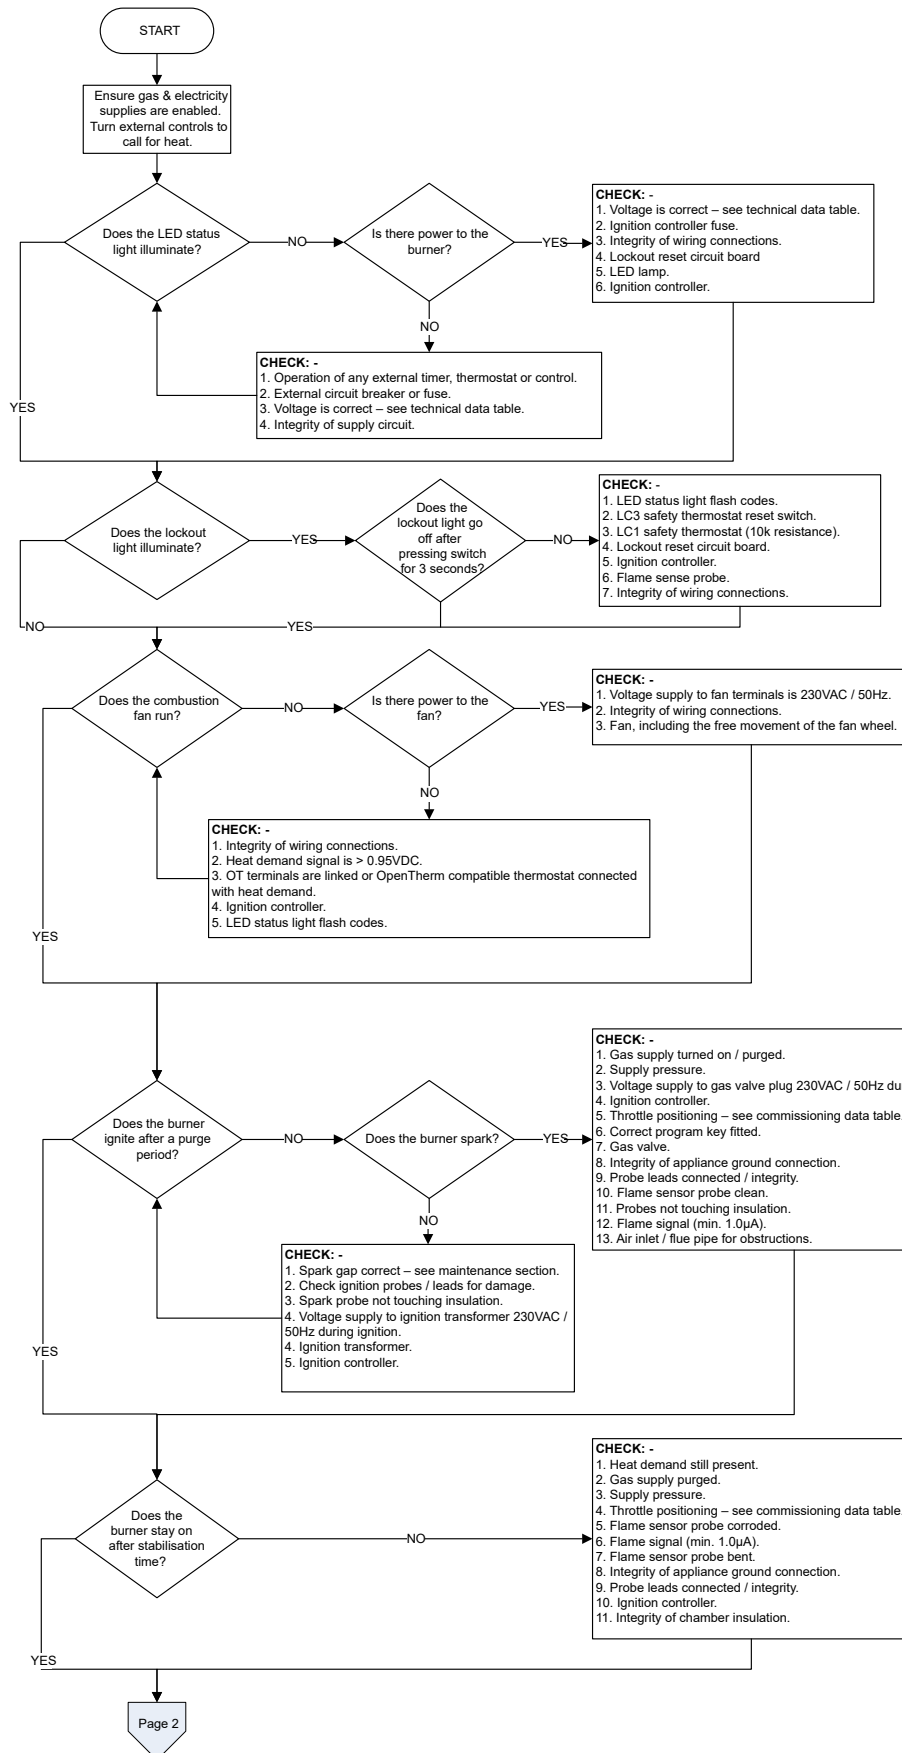 START
Ensure gas & electricity
supplies are enabled.
Turn external controls to
call for heat.
Does the LED status
light illuminate?
NO
Is there power to the
burner?
YES
CHECK: -
1. Voltage is correct – see technical data table.
2. Ignition controller fuse.
3. Integrity of wiring connections.
4. Lockout reset circuit board
5. LED lamp.
6. Ignition controller.
NO
CHECK: -
1. Operation of any external timer, thermostat or control.
2. External circuit breaker or fuse.
3. Voltage is correct – see technical data table.
4. Integrity of supply circuit.
YES
Does the lockout
light illuminate?
YES
Does the
lockout light go
off after
pressing switch
for 3 seconds?
NO
CHECK: -
1. LED status light flash codes.
2. LC3 safety thermostat reset switch.
3. LC1 safety thermostat (10k resistance).
4. Lockout reset circuit board.
5. Ignition controller.
6. Flame sense probe.
7. Integrity of wiring connections.
NO
YES
Does the combustion
fan run?
NO
Is there power to the
fan?
YES
CHECK: -
1. Voltage supply to fan terminals is 230VAC / 50Hz.
2. Integrity of wiring connections.
3. Fan, including the free movement of the fan wheel.
NO
CHECK: -
1. Integrity of wiring connections.
2. Heat demand signal is > 0.95VDC.
3. OT terminals are linked or OpenTherm compatible thermostat connected
with heat demand.
4. Ignition controller.
5. LED status light flash codes.
YES
Does the burner
ignite after a purge
period?
NO
Does the burner spark?
YES
CHECK: -
1. Gas supply turned on / purged.
2. Supply pressure.
3. Voltage supply to gas valve plug 230VAC / 50Hz du
4. Ignition controller.
5. Throttle positioning – see commissioning data table.
6. Correct program key fitted.
7. Gas valve.
8. Integrity of appliance ground connection.
9. Probe leads connected / integrity.
10. Flame sensor probe clean.
11. Probes not touching insulation.
12. Flame signal (min. 1.0µA).
13. Air inlet / flue pipe for obstructions.
NO
CHECK: -
1. Spark gap correct – see maintenance section.
2. Check ignition probes / leads for damage.
3. Spark probe not touching insulation.
4. Voltage supply to ignition transformer 230VAC /
50Hz during ignition.
4. Ignition transformer.
5. Ignition controller.
YES
Does the
burner stay on
after stabilisation
time?
NO
CHECK: -
1. Heat demand still present.
2. Gas supply purged.
3. Supply pressure.
4. Throttle positioning – see commissioning data table.
5. Flame sensor probe corroded.
6. Flame signal (min. 1.0µA).
7. Flame sensor probe bent.
8. Integrity of appliance ground connection.
9. Probe leads connected / integrity.
10. Ignition controller.
11. Integrity of chamber insulation.
YES
Page 2